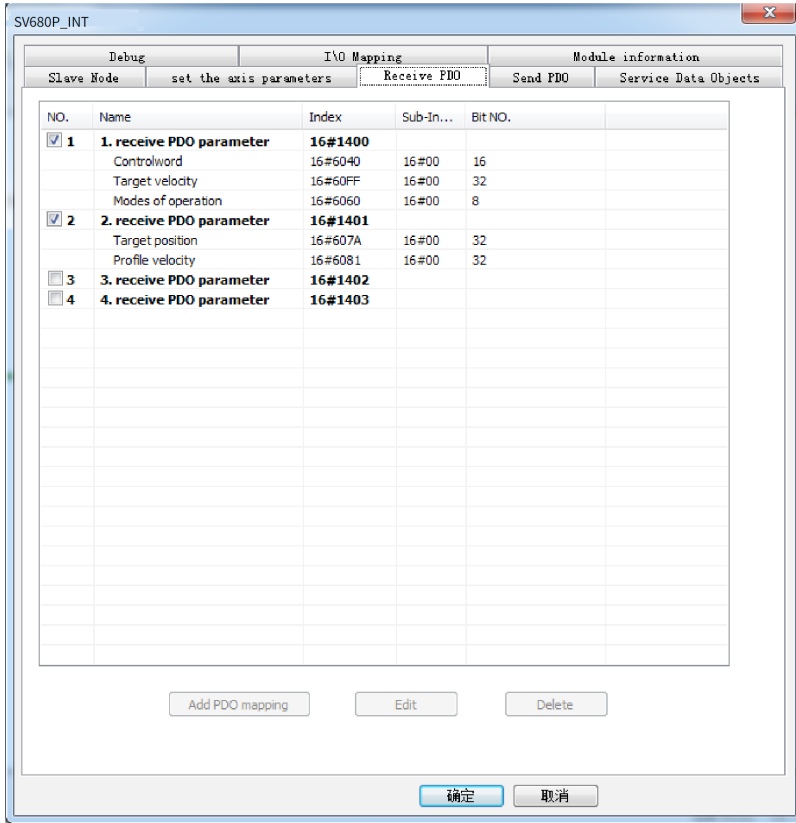 SV680P_INT
Debug I\O Mapping Module information
Slave Node set the axis parameters Receive PDO Send PDO Service Data Objects
NO. Name Index Sub-In... Bit NO.
1 1. receive PDO parameter 16#1400
Controlword 16#6040 16#00 16
Target velocity 16#60FF 16#00 32
Modes of operation 16#6060 16#00 8
2 2. receive PDO parameter 16#1401
Target position 16#607A 16#00 32
Profile velocity 16#6081 16#00 32
3 3. receive PDO parameter 16#1402
4 4. receive PDO parameter 16#1403
Add PDO mapping Edit Delete
确定 取消